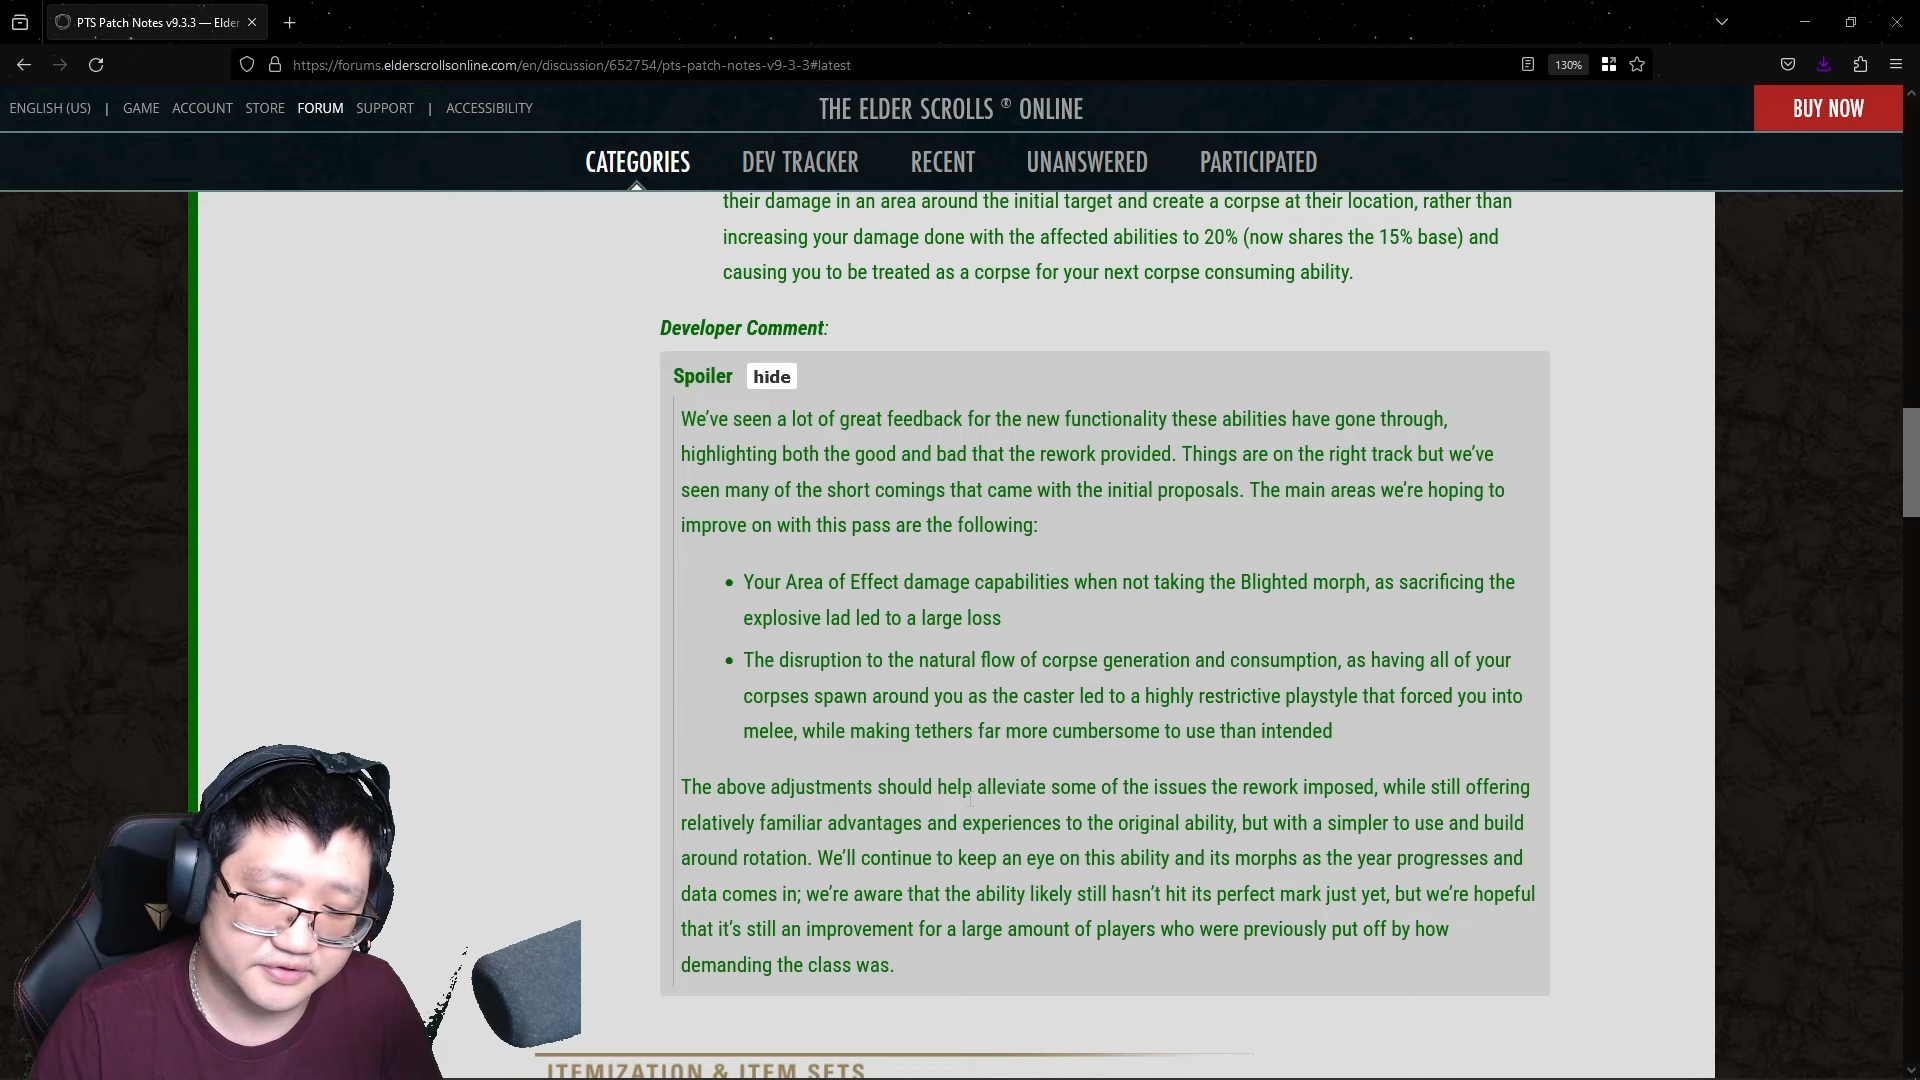 PTS Patch Notes v9.3.3 — Elder
https://forums.elderscrollsonline.com/en/discussion/652754/pts-patch-notes-v9-3-3#latest
130%
ENGLISH (US) | GAME ACCOUNT STORE FORUM SUPPORT | ACCESSIBILITY
THE ELDER SCROLLS ® ONLINE
BUY NOW
CATEGORIES DEV TRACKER RECENT UNANSWERED PARTICIPATED
their damage in an area around the initial target and create a corpse at their location, rather than
increasing your damage done with the affected abilities to 20% (now shares the 15% base) and
causing you to be treated as a corpse for your next corpse consuming ability.
Developer Comment:
Spoiler hide
We’ve seen a lot of great feedback for the new functionality these abilities have gone through,
highlighting both the good and bad that the rework provided. Things are on the right track but we’ve
seen many of the short comings that came with the initial proposals. The main areas we’re hoping to
improve on with this pass are the following:
• Your Area of Effect damage capabilities when not taking the Blighted morph, as sacrificing the
explosive lad led to a large loss
• The disruption to the natural flow of corpse generation and consumption, as having all of your
corpses spawn around you as the caster led to a highly restrictive playstyle that forced you into
melee, while making tethers far more cumbersome to use than intended
The above adjustments should help alleviate some of the issues the rework imposed, while still offering
relatively familiar advantages and experiences to the original ability, but with a simpler to use and build
around rotation. We’ll continue to keep an eye on this ability and its morphs as the year progresses and
data comes in; we’re aware that the ability likely still hasn’t hit its perfect mark just yet, but we’re hopeful
that it’s still an improvement for a large amount of players who were previously put off by how
demanding the class was.
ITEMIZATION & ITEM SETS